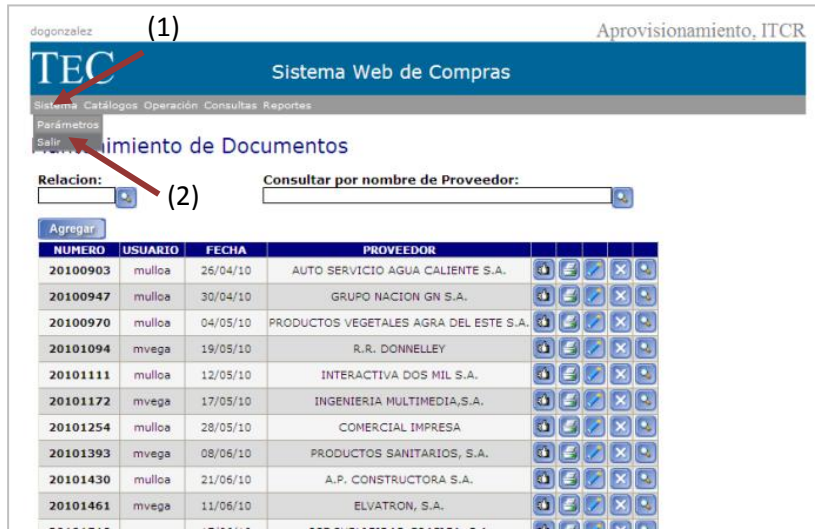 dogonzalez
(1)
Aprovisionamiento, ITCR
TEC
Sistema Web de Compras
Sistema Catálogos Operación Consultas Reportes
Parámetros
Salir
de Documentos
Relacion:
Consultar por nombre de Proveedor:
(2)
Agregar
NUMERO USUARIO FECHA PROVEEDOR
20100903 mulloa 26/04/10 AUTO SERVICIO AGUA CALIENTE S.A.
20100947 mulloa 30/04/10 GRUPO NACION GN S.A.
20100970 mulloa 04/05/10 PRODUCTOS VEGETALES AGRA DEL ESTE S.A.
20101094 mvega 19/05/10 R.R. DONNELLEY
20101111 mulloa 12/05/10 INTERACTIVA DOS MIL S.A.
20101172 mvega 17/05/10 INGENIERIA MULTIMEDIA,S.A.
20101254 mulloa 28/05/10 COMERCIAL IMPRESA
20101393 mvega 08/06/10 PRODUCTOS SANITARIOS, S.A.
20101430 mulloa 21/06/10 A.P. CONSTRUCTORA S.A.
20101461 mvega 11/06/10 ELVATRON, S.A.